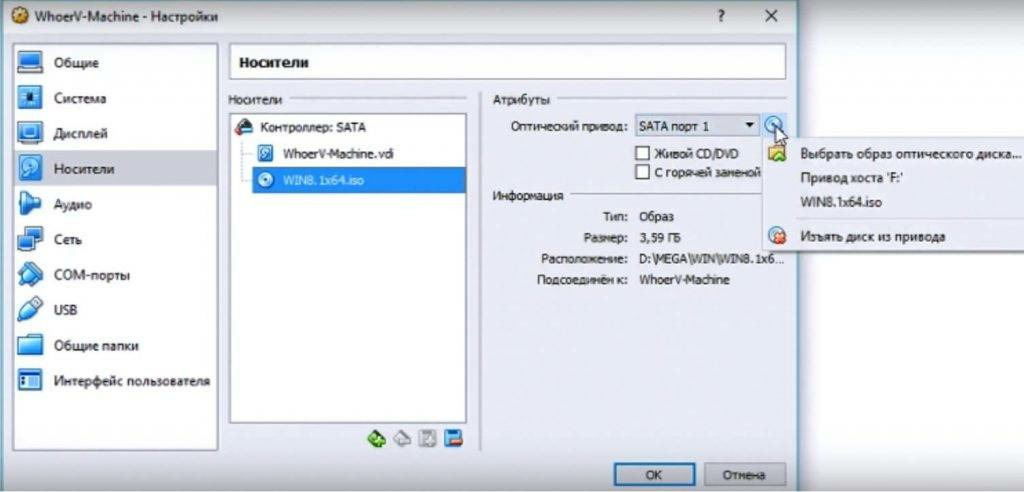 WhoerV-Machine - Настройки
?
Общие
Система
Дисплей
Носители
Аудио
Сеть
COM-порты
USB
Общие папки
Интерфейс пользователя
Носители
Носители
Контроллер: SATA
WhoerV-Machine.vdi
WIN8.1x64.iso
Атрибуты
Оптический привод: SATA порт 1
Живой CD/DVD
С горячей заменой
Информация
Тип: Образ
Размер: 3,59 ГБ
Расположение: D:\MEGA\WIN\WIN8.1x6...
Подсоединён к: WhoerV-Machine
Выбрать образ оптического диска...
Привод хоста 'F:'
WIN8.1x64.iso
Изъять диск из привода
OK
Отмена